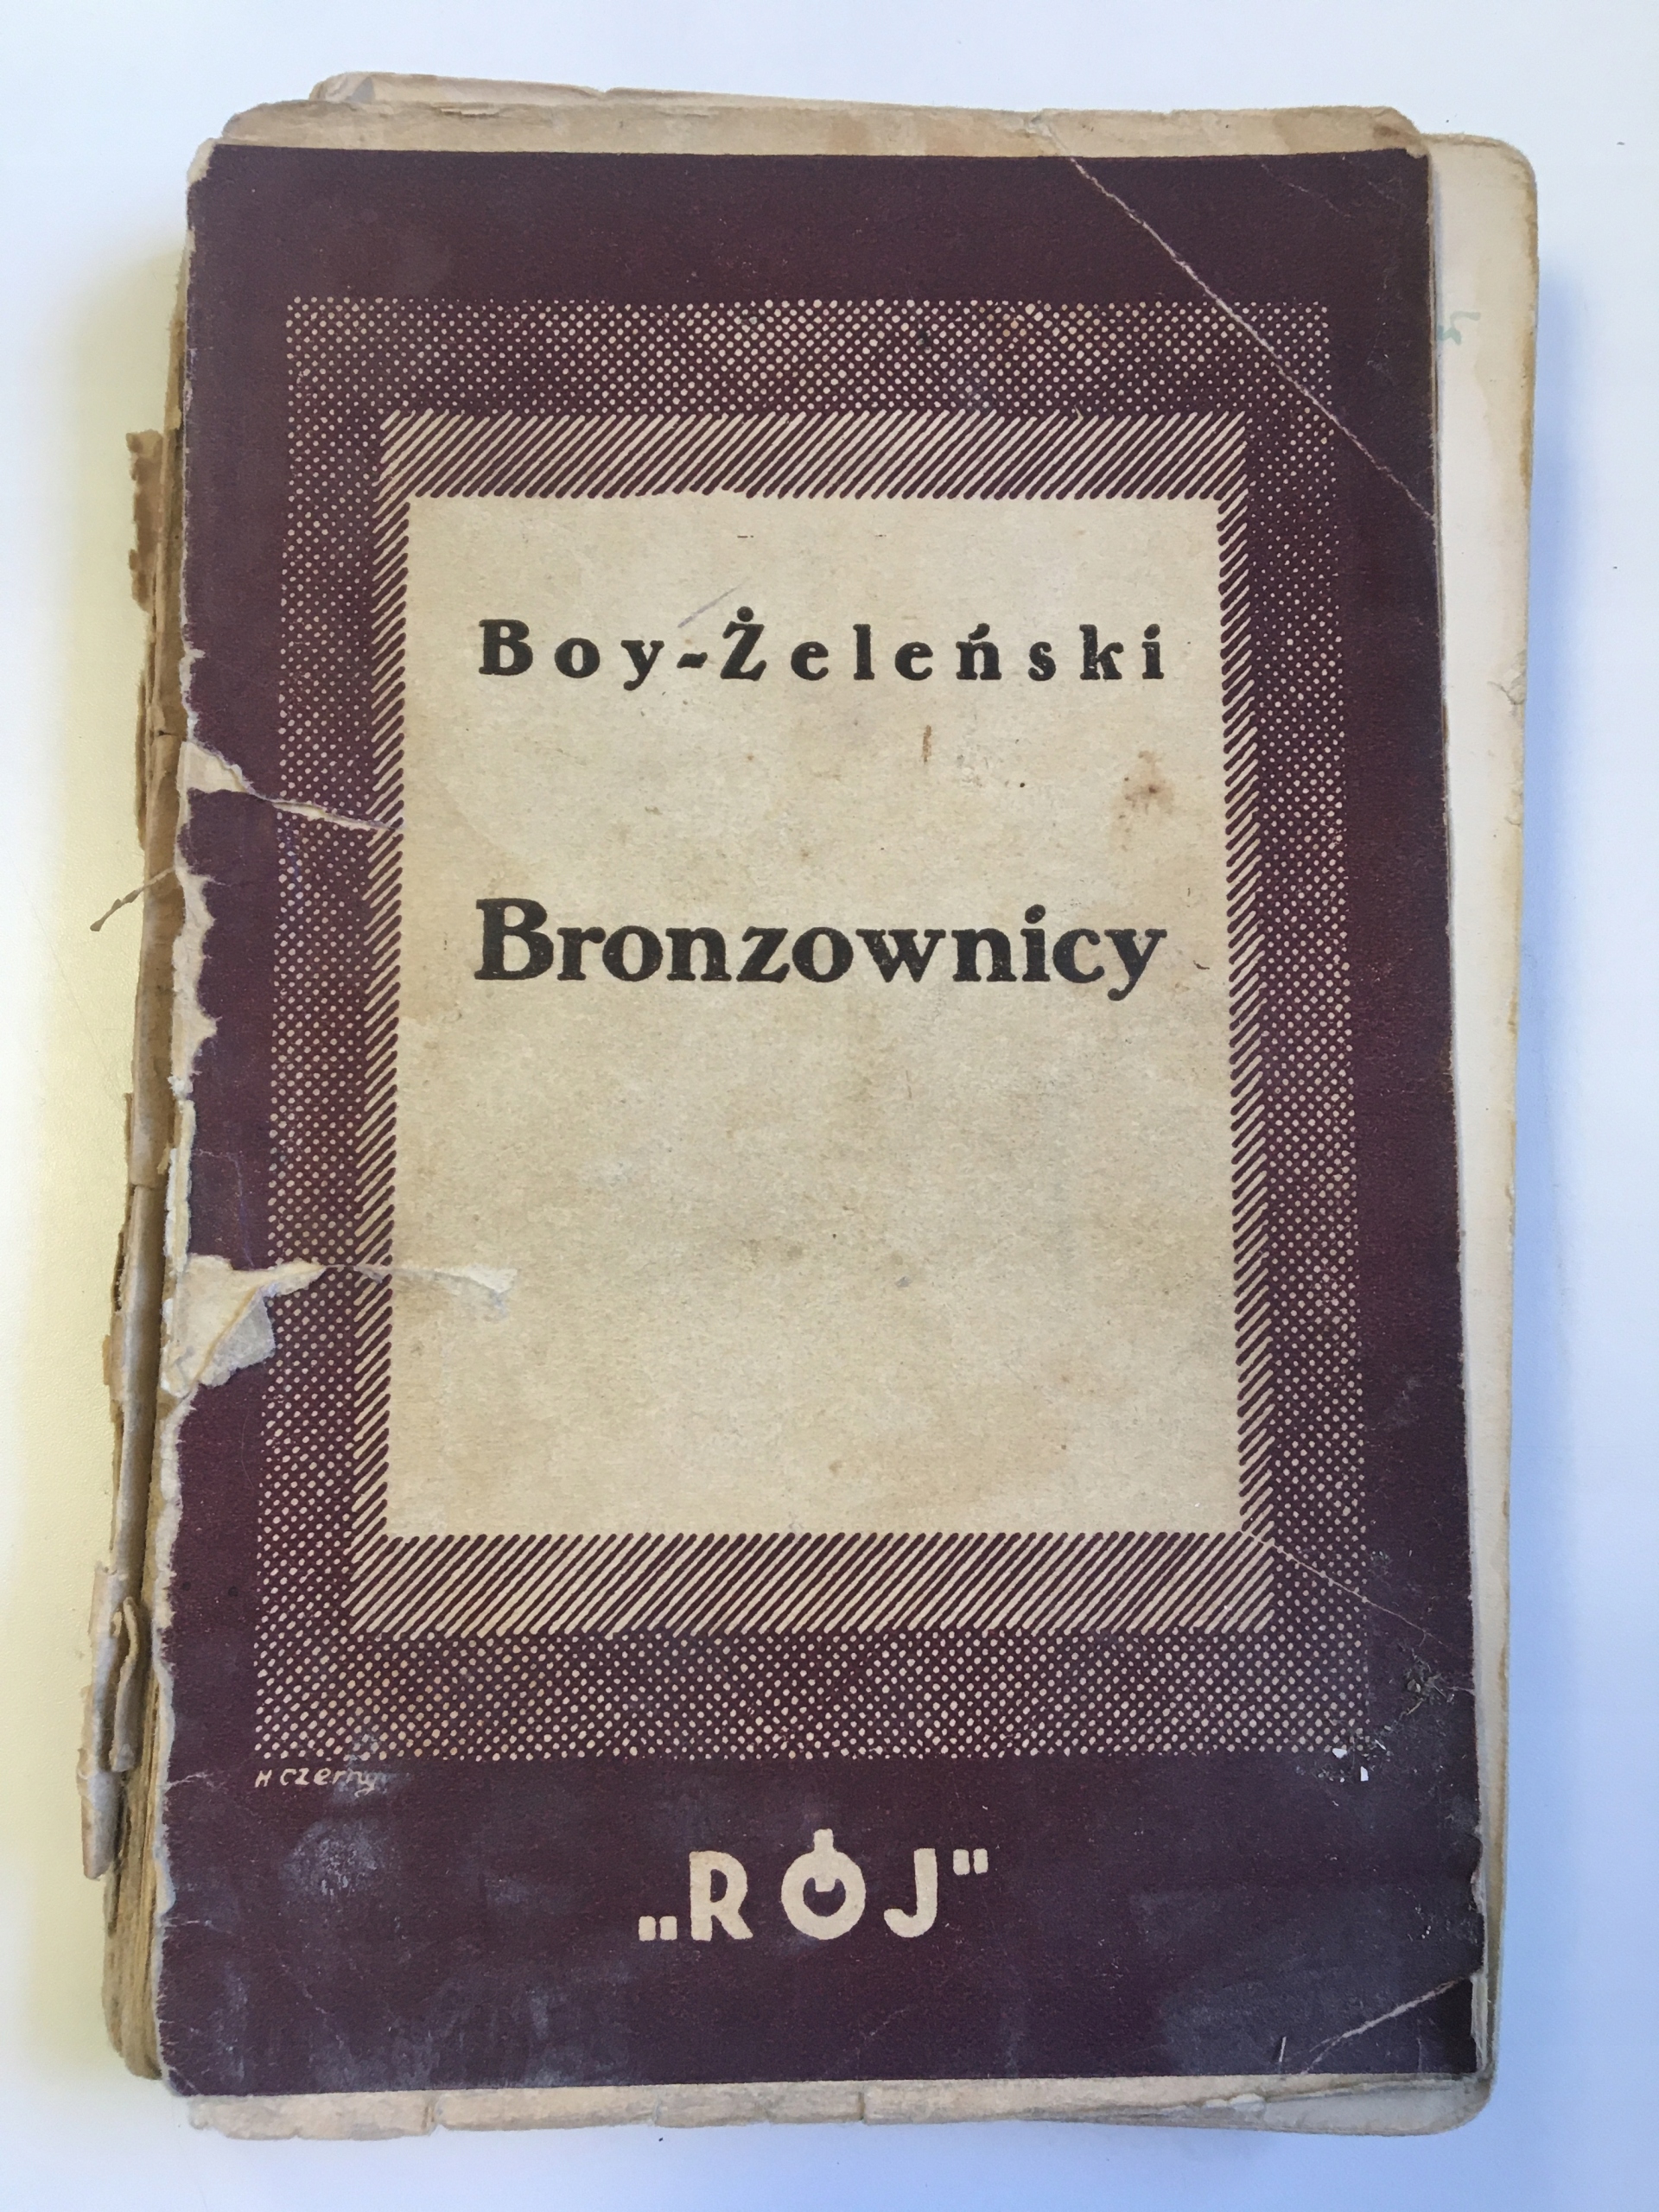 Boy-Żeleński
Bronzownicy
H Czerny
„RÓJ"